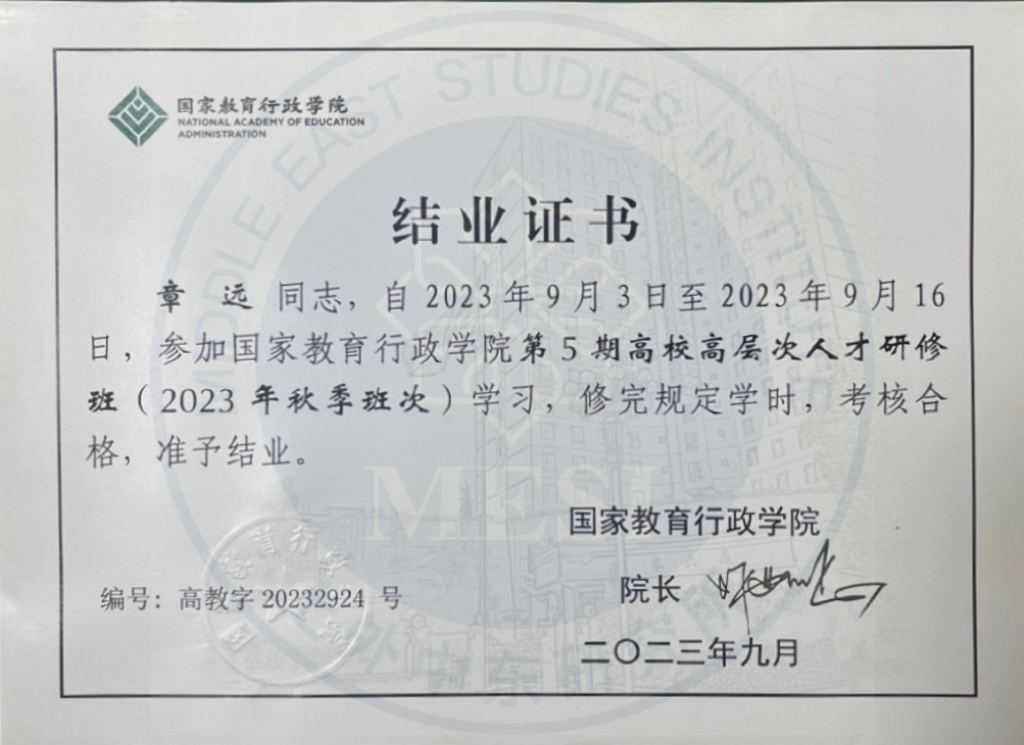 国家教育行政学院
NATIONAL ACADEMY OF EDUCATION
ADMINISTRATION
结业证书
章 远 同志，自 2023 年 9 月 3 日至 2023 年 9 月 16
日，参加国家教育行政学院第 5 期高校高层次人才研修
班（2023 年秋季班次）学习，修完规定学时，考核合
格，准予结业。
国家教育行政学院
院长
编号：高教字 20232924 号
二〇二三年九月
MIDDLE EAST STUDIES INSTITUTE
MESI